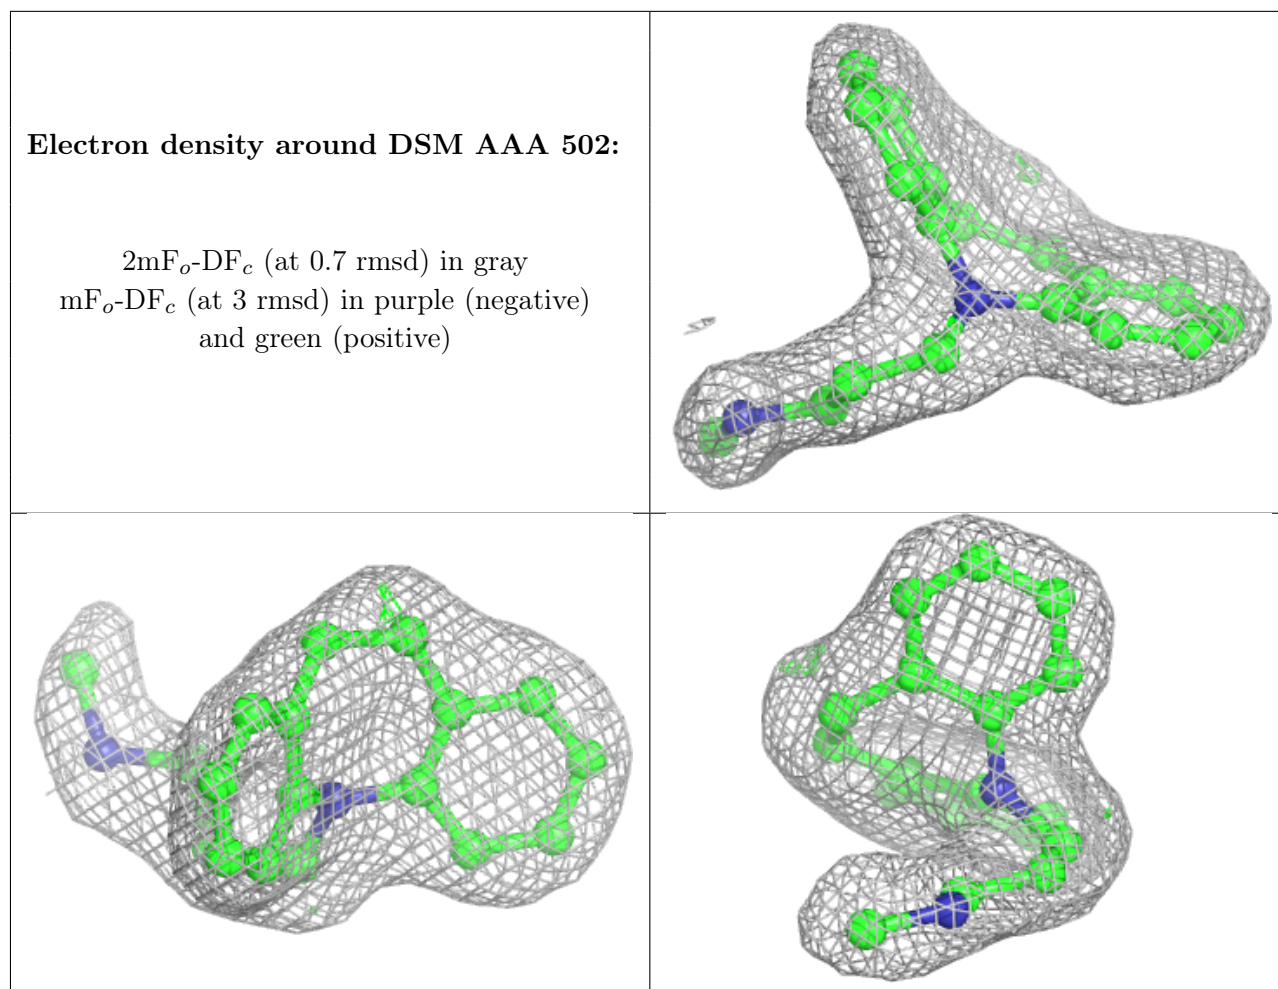 Electron density around DSM AAA 502:
2mFo-DFc (at 0.7 rmsd) in gray
mFo-DFc (at 3 rmsd) in purple (negative)
and green (positive)